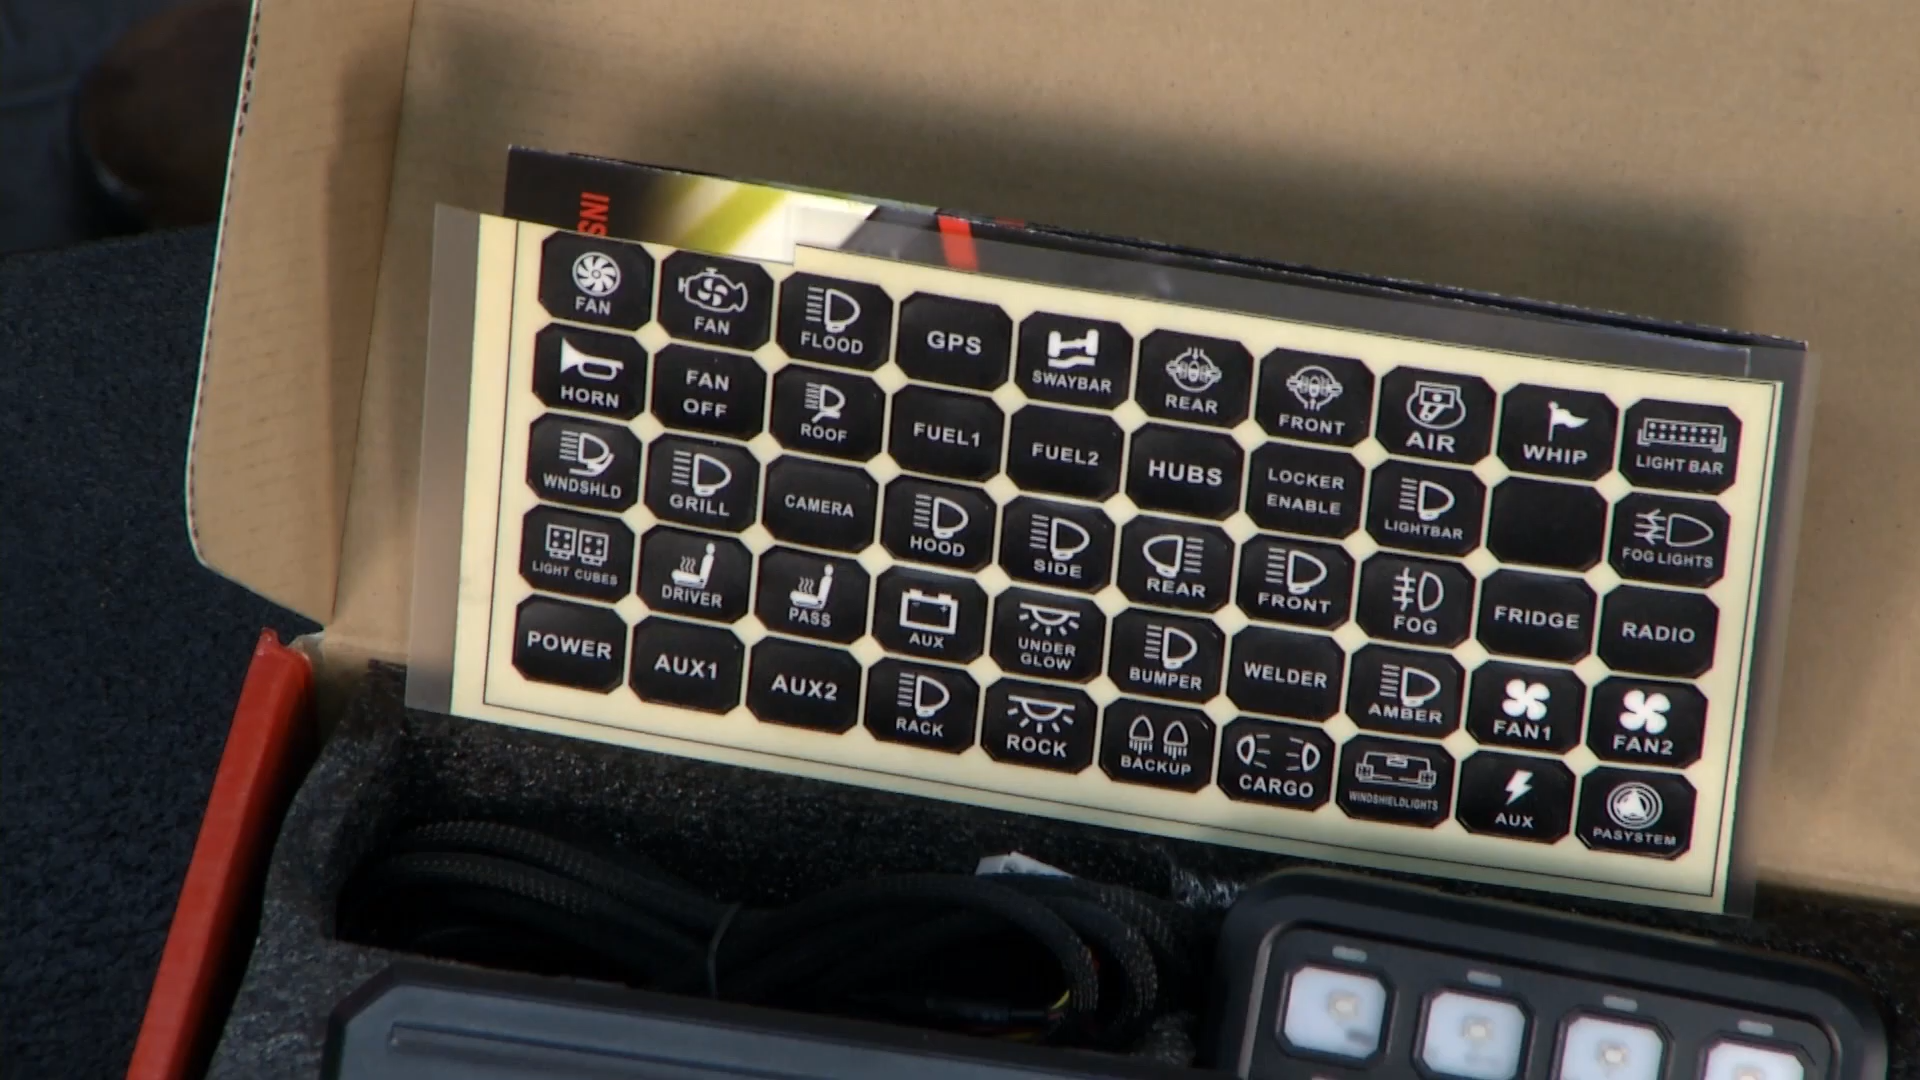 INS
FAN
FAN
FLOOD
GPS
SWAYBAR
REAR
FRONT
AIR
WHIP
LIGHT BAR
HORN
FAN
OFF
ROOF
FUEL1
FUEL2
HUBS
LOCKER
ENABLE
LIGHTBAR
FOG LIGHTS
WNDSHLD
GRILL
CAMERA
HOOD
SIDE
REAR
FRONT
FOG
FRIDGE
RADIO
LIGHT CUBES
DRIVER
PASS
AUX
UNDER
GLOW
BUMPER
WELDER
AMBER
FAN1
FAN2
POWER
AUX1
AUX2
RACK
ROCK
BACKUP
CARGO
WINDSHIELDLIGHTS
AUX
PASYSTEM